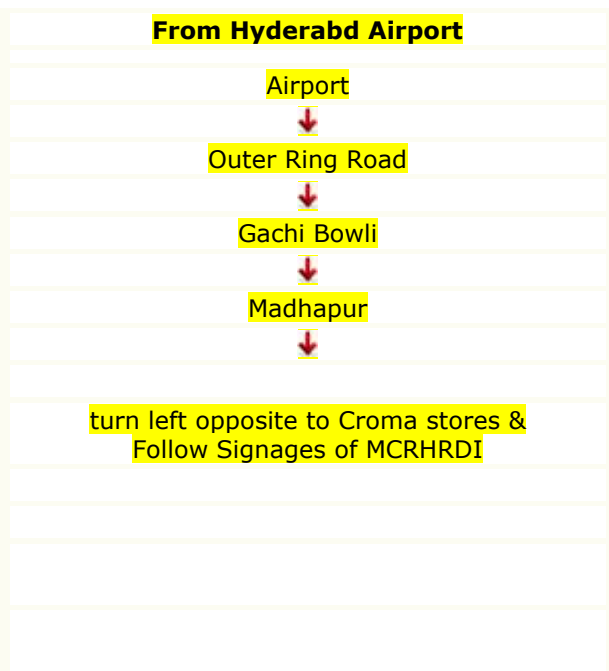 From Hyderabd Airport
Airport
Outer Ring Road
Gachi Bowli
Madhapur
turn left opposite to Croma stores &
Follow Signages of MCRHRDI